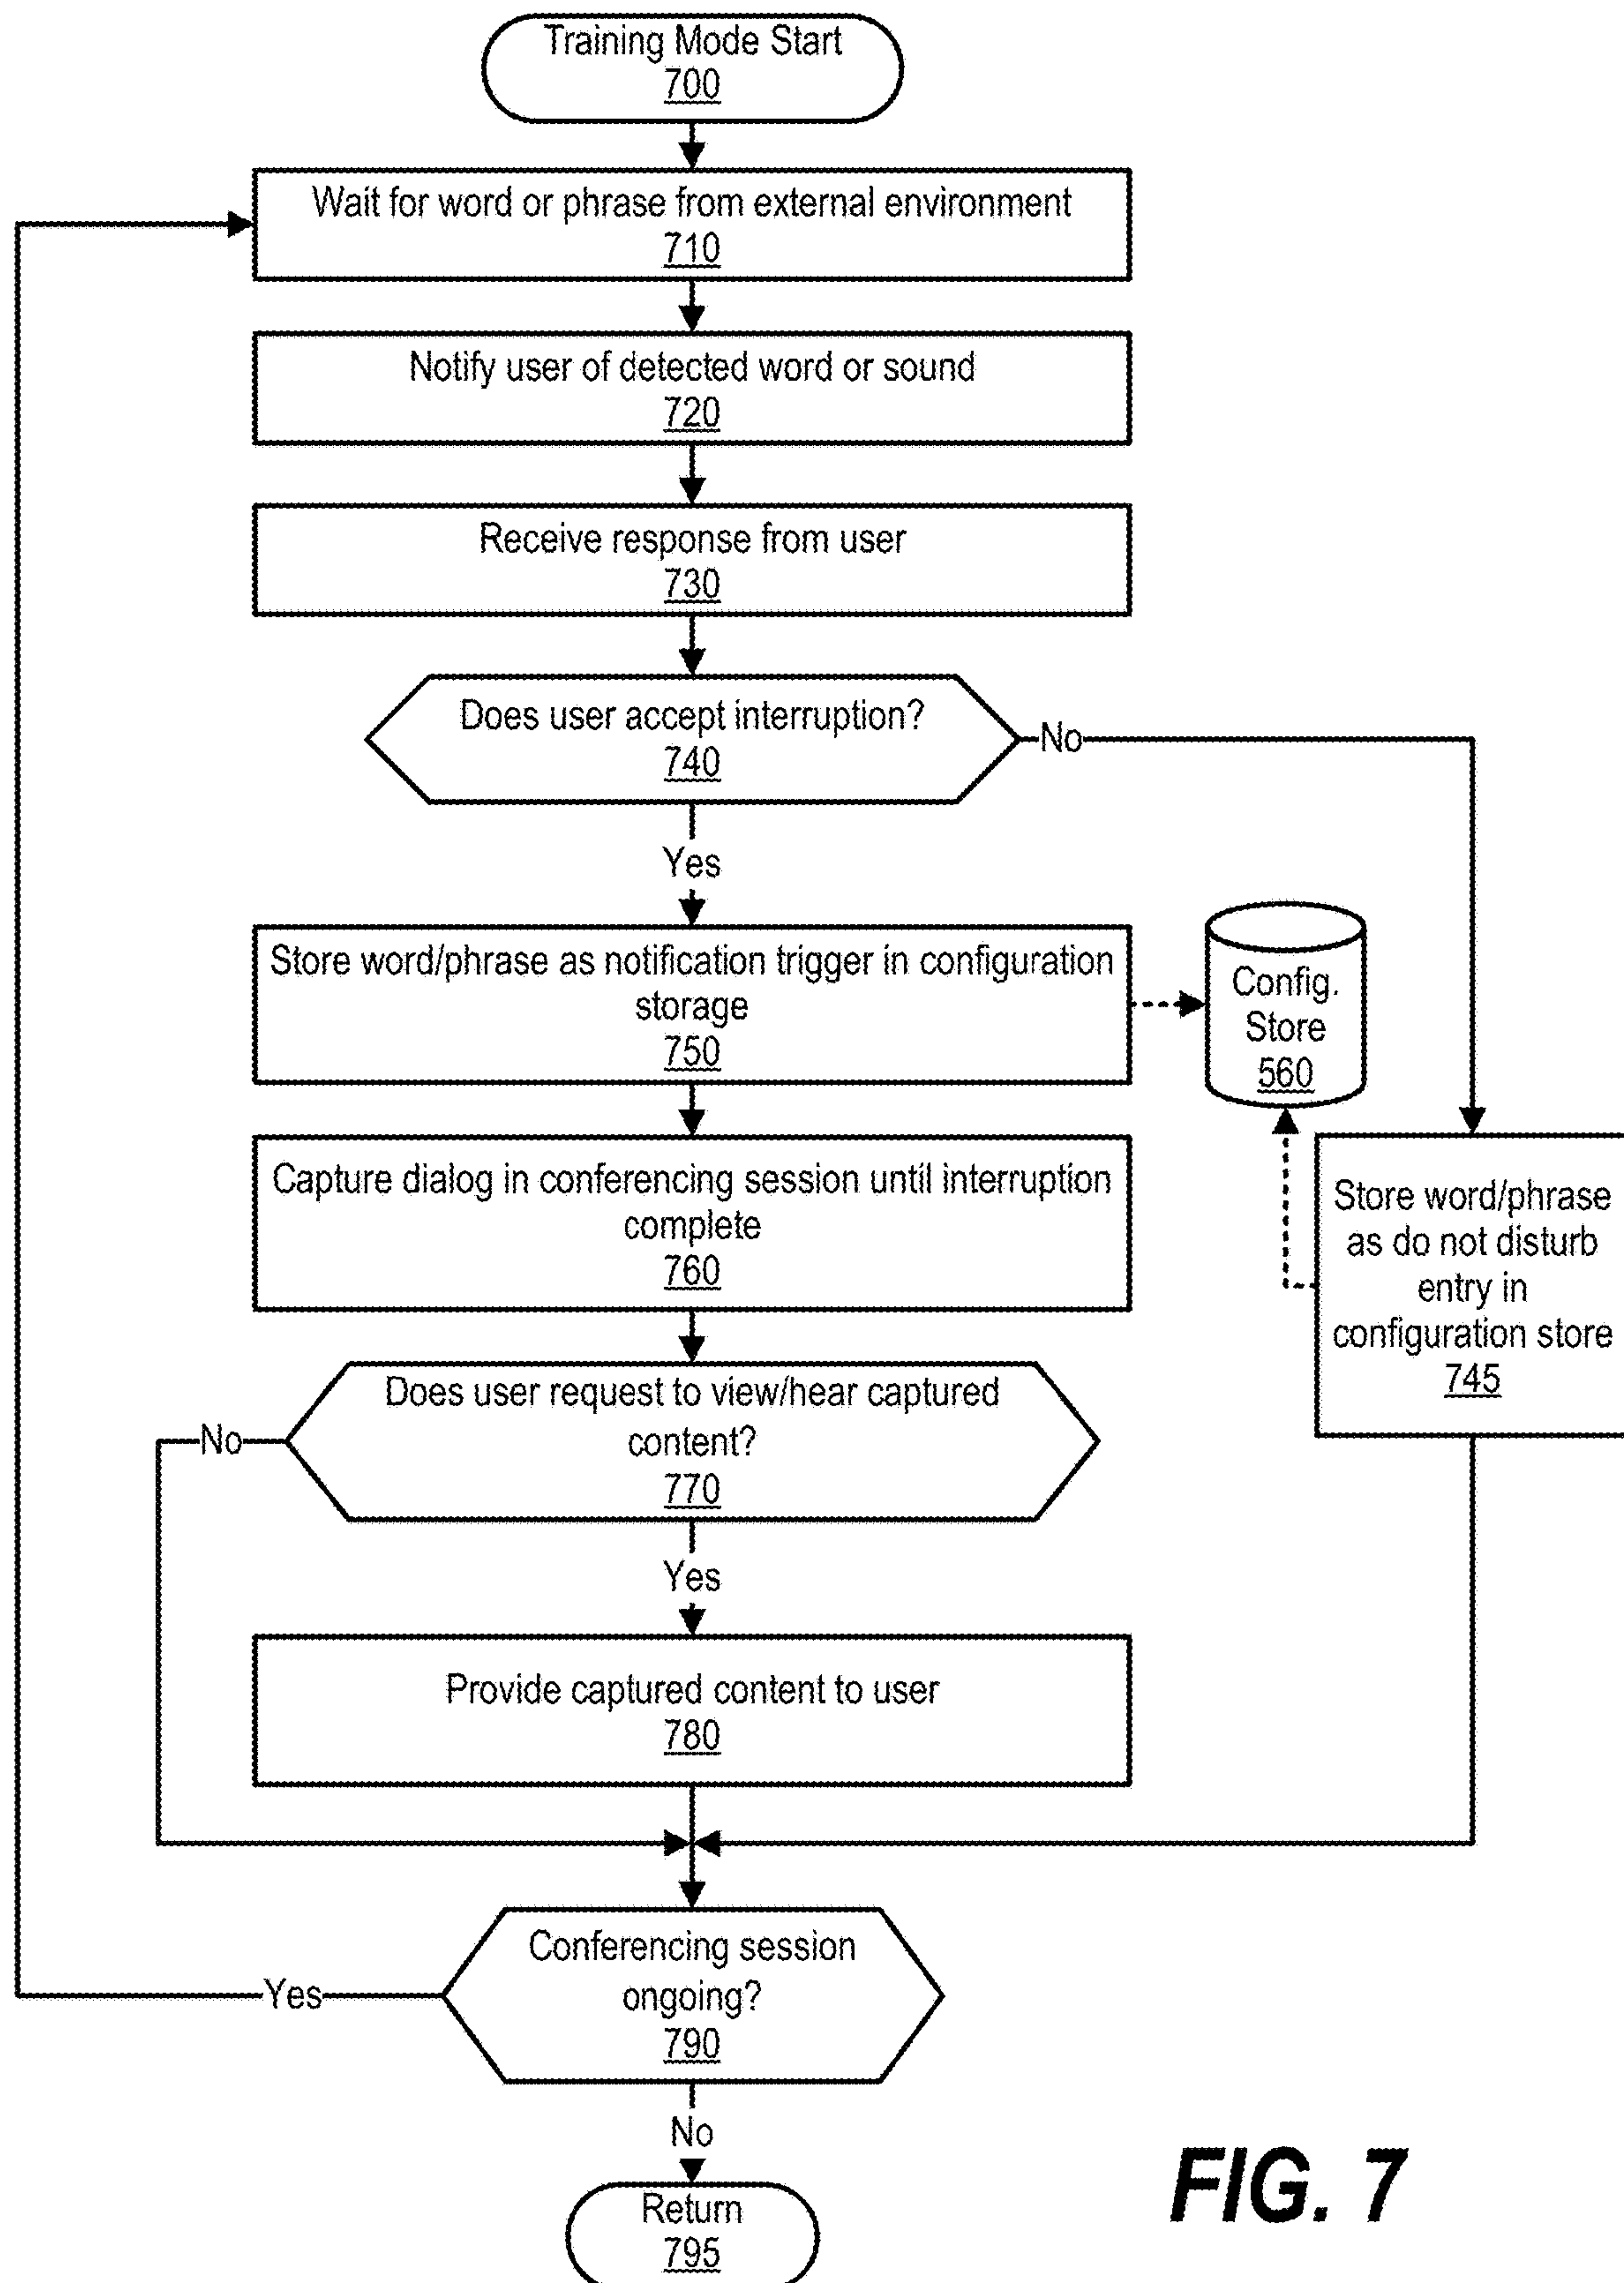 Training Mode Start
700
Wait for word or phrase from external environment
710
Notify user of detected word or sound
720
Receive response from user
730
Does user accept interruption?
740
No
Yes
Store word/phrase as notification trigger in configuration
storage
750
Config.
Store
560
Capture dialog in conferencing session until interruption
complete
760
Store word/phrase
as do not disturb
entry in
configuration store
745
Does user request to view/hear captured
content?
770
No
Yes
Provide captured content to user
780
Conferencing session
ongoing?
790
Yes
No
Return
795
FIG. 7